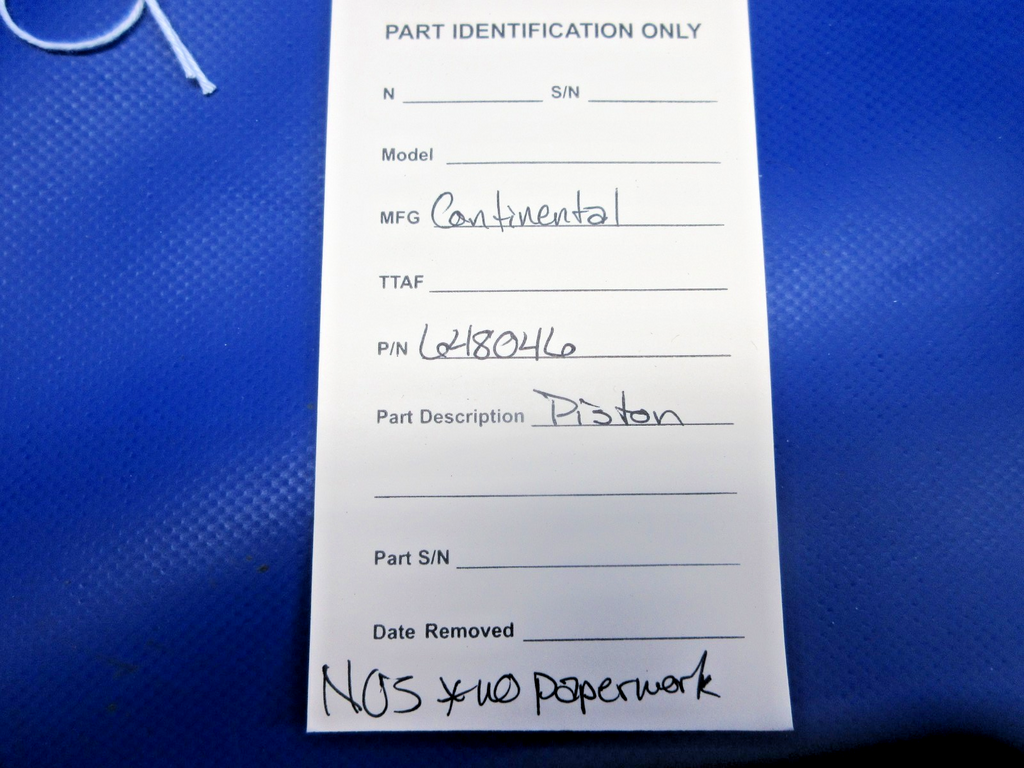 PART IDENTIFICATION ONLY
N S/N
Model
MFG Continental
TTAF
P/N 648046
Part Description Piston
Part S/N
Date Removed
NOS *no paperwork